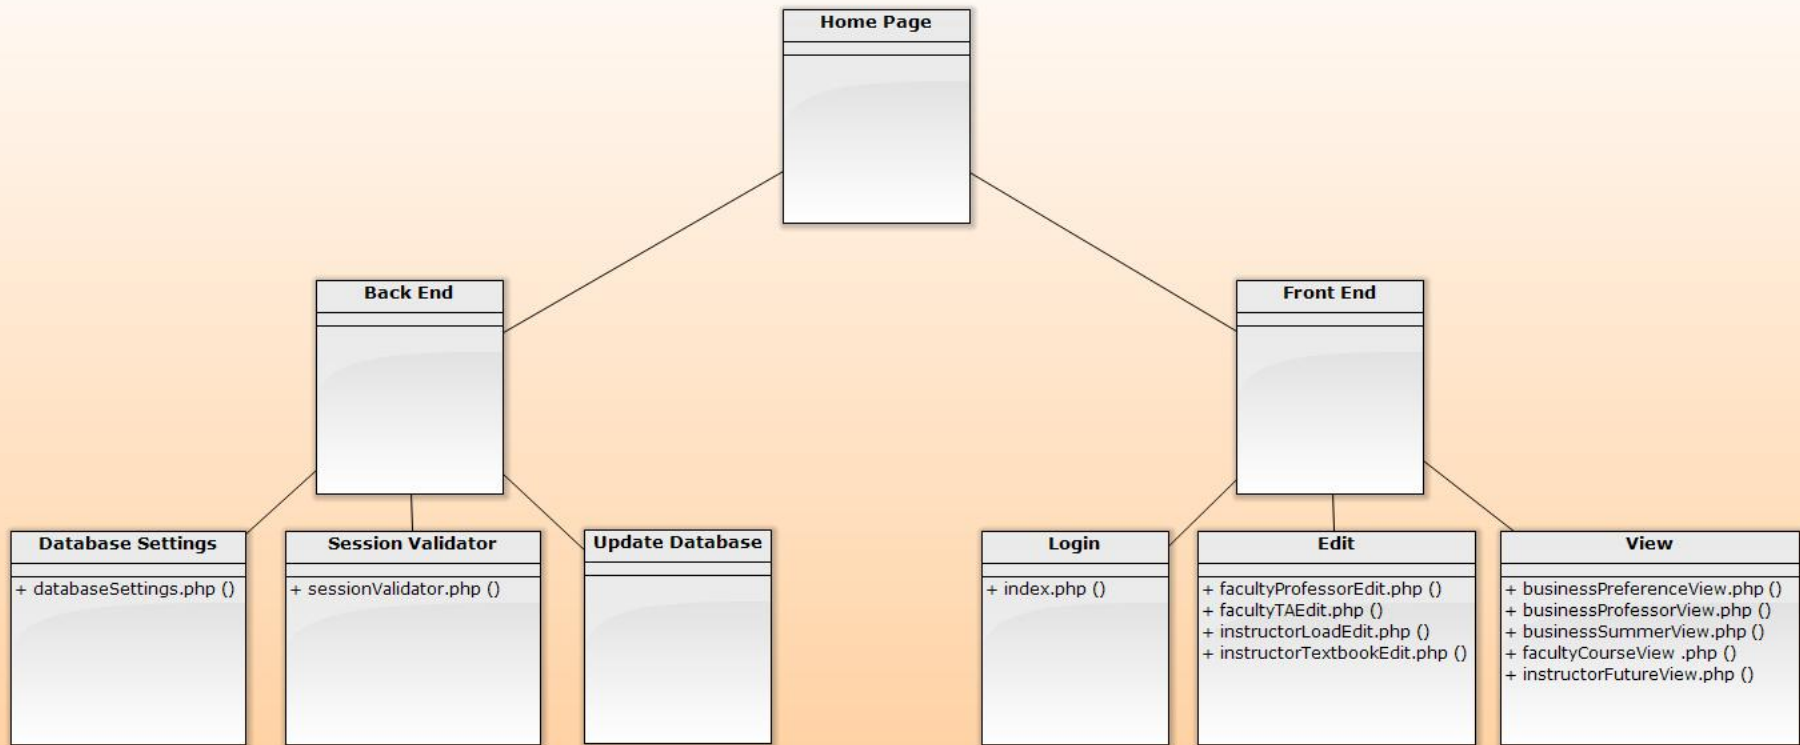 Home Page
Back End
Front End
Database Settings
+ databaseSettings.php ()
Session Validator
+ sessionValidator.php ()
Update Database
Login
+ index.php ()
Edit
+ facultyProfessorEdit.php ()
+ facultyTAEdit.php ()
+ instructorLoadEdit.php ()
+ instructorTextbookEdit.php ()
View
+ businessPreferenceView.php ()
+ businessProfessorView.php ()
+ businessSummerView.php ()
+ facultyCourseView .php ()
+ instructorFutureView.php ()